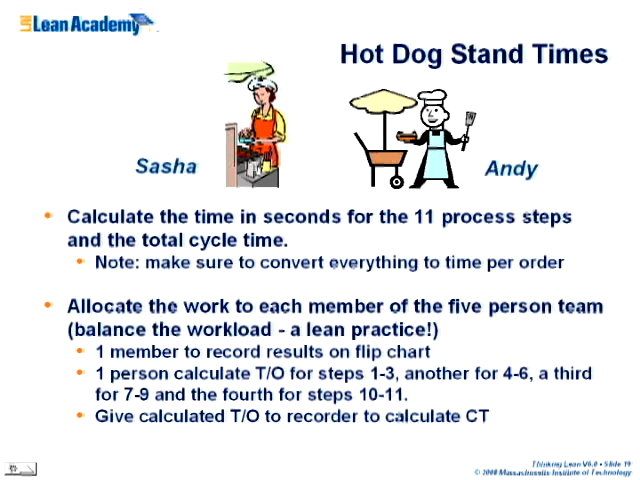 LAI Lean Academy
Hot Dog Stand Times
Sasha
Andy
• Calculate the time in seconds for the 11 process steps
and the total cycle time.
• Note: make sure to convert everything to time per order
• Allocate the work to each member of the five person team
(balance the workload - a lean practice!)
• 1 member to record results on flip chart
• 1 person calculate T/O for steps 1-3, another for 4-6, a third
for 7-9 and the fourth for steps 10-11.
• Give calculated T/O to recorder to calculate CT
Thinking Lean V6.0 • Slide 19
© 2008 Massachusetts Institute of Technology